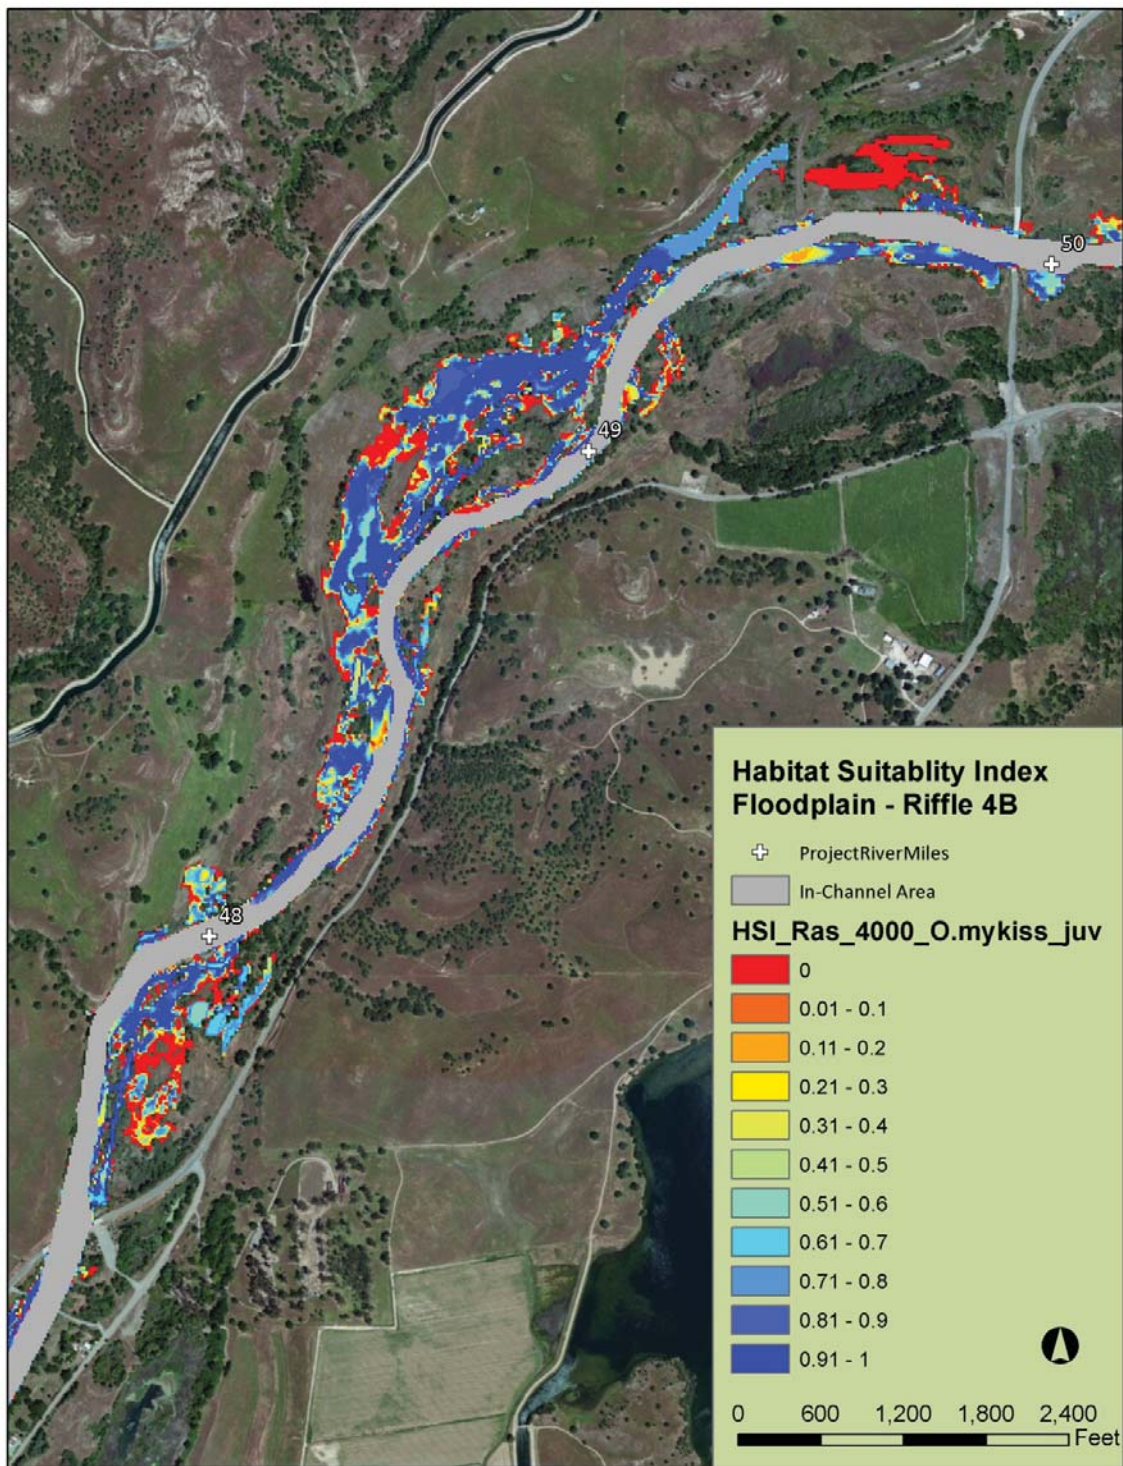 50
49
48
Habitat Suitablity Index
Floodplain - Riffle 4B
ProjectRiverMiles
In-Channel Area
HSI_Ras_4000_O.mykiss_juv
0
0.01 - 0.1
0.11 - 0.2
0.21 - 0.3
0.31 - 0.4
0.41 - 0.5
0.51 - 0.6
0.61 - 0.7
0.71 - 0.8
0.81 - 0.9
0.91 - 1
0 600 1,200 1,800 2,400
Feet